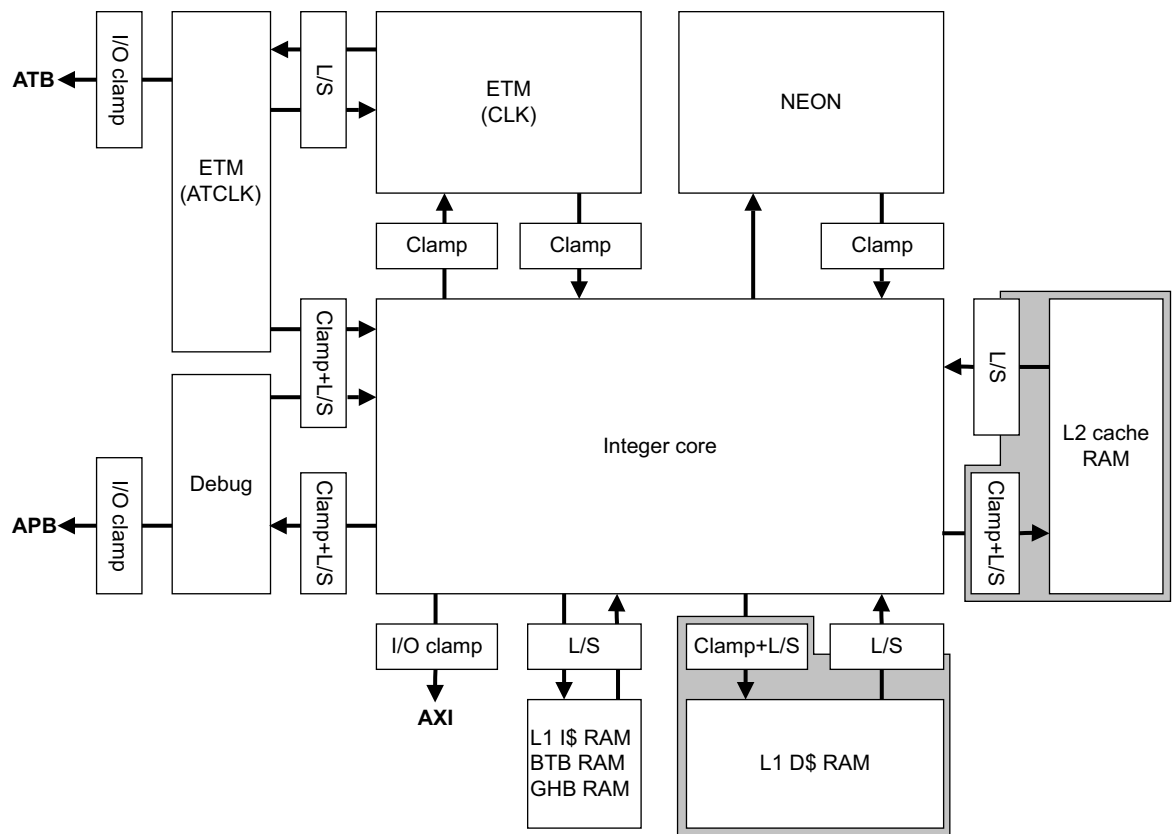 I/O clamp
L/S
ATB
ETM
(CLK)
NEON
ETM
(ATCLK)
Clamp
Clamp
Clamp
Clamp+L/S
L/S
Integer core
L2 cache
RAM
Debug
I/O clamp
Clamp+L/S
Clamp+L/S
APB
I/O clamp
L/S
Clamp+L/S
L/S
AXI
L1 I$ RAM
BTB RAM
GHB RAM
L1 D$ RAM